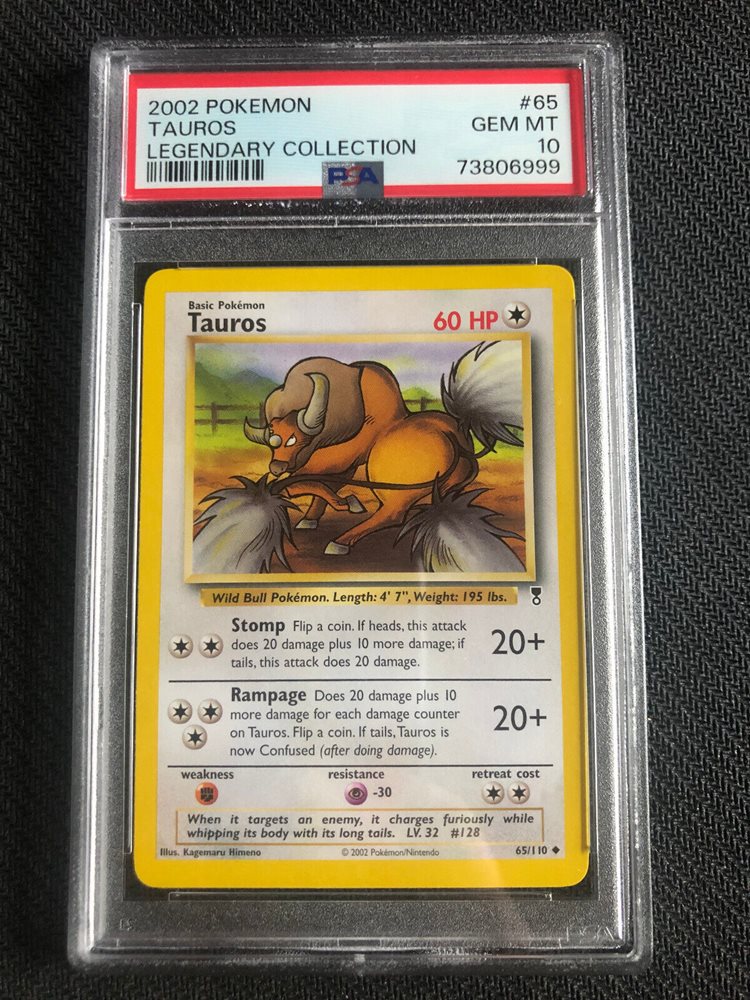 2002 POKEMON #65
TAUROS GEM MT
LEGENDARY COLLECTION 10
PSA 73806999
Basic Pokémon
Tauros 60 HP
Wild Bull Pokémon. Length: 4' 7", Weight: 195 lbs.
Stomp Flip a coin. If heads, this attack
does 20 damage plus 10 more damage; if
tails, this attack does 20 damage.
20+
Rampage Does 20 damage plus 10
more damage for each damage counter
on Tauros. Flip a coin. If tails, Tauros is
now Confused (after doing damage).
20+
weakness resistance retreat cost
-30
When it targets an enemy, it charges furiously while
whipping its body with its long tails. LV. 32 #128
Illus. Kagemaru Himeno © 2002 Pokémon/Nintendo 65/110